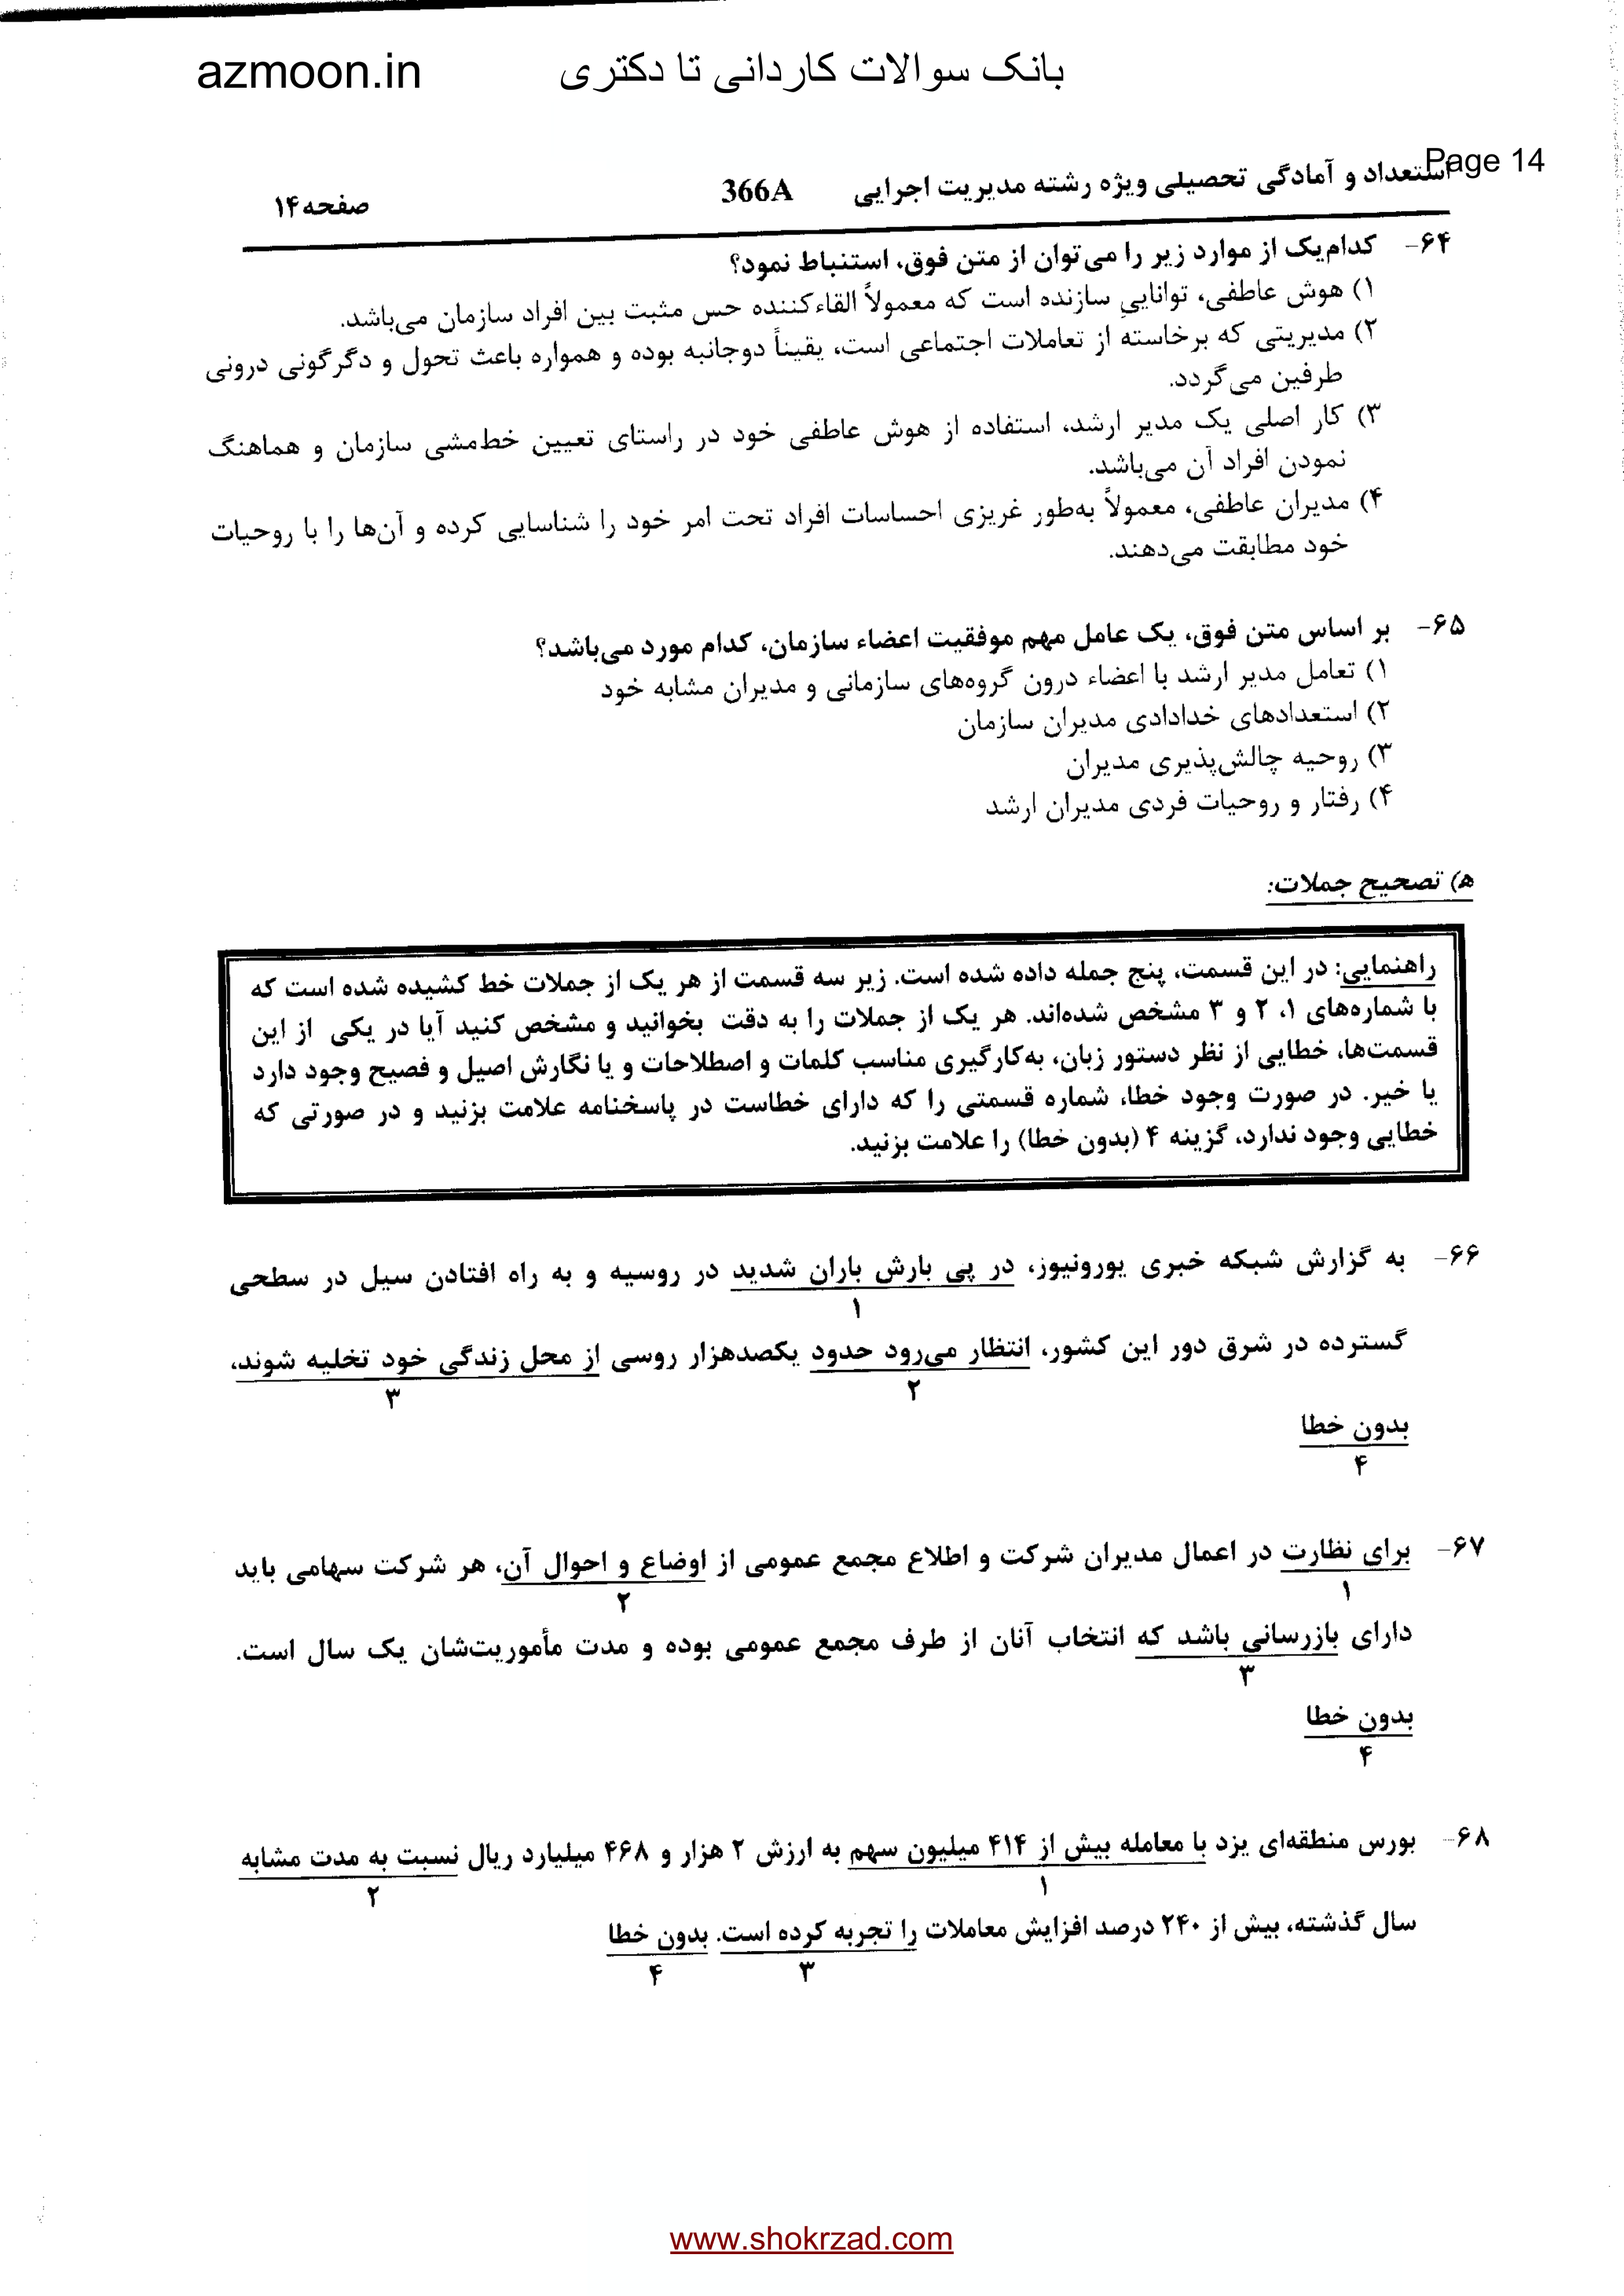 azmoon.in بانک سوالات کاردانی تا دکتری
Page 14
استعداد و آمادگی تحصیلی ویژه رشته مدیریت اجرایی 366A صفحه ۱۴
۶۴- کدام‌یک از موارد زیر را می‌توان از متن فوق، استنباط نمود؟
۱) هوش عاطفی، تواناییِ سازنده است که معمولاً القاءکننده حس مثبت بین افراد سازمان می‌باشد.
۲) مدیریتی که برخاسته از تعاملات اجتماعی است، یقیناً دوجانبه بوده و همواره باعث تحول و دگرگونی درونی
طرفین می‌گردد.
۳) کار اصلی یک مدیر ارشد، استفاده از هوش عاطفی خود در راستای تعیین خط‌مشی سازمان و هماهنگ
نمودن افراد آن می‌باشد.
۴) مدیران عاطفی، معمولاً به‌طور غریزی احساسات افراد تحت امر خود را شناسایی کرده و آن‌ها را با روحیات
خود مطابقت می‌دهند.
۶۵- بر اساس متن فوق، یک عامل مهم موفقیت اعضاء سازمان، کدام مورد می‌باشد؟
۱) تعامل مدیر ارشد با اعضاء درون گروه‌های سازمانی و مدیران مشابه خود
۲) استعدادهای خدادادی مدیران سازمان
۳) روحیه چالش‌پذیری مدیران
۴) رفتار و روحیات فردی مدیران ارشد
ه) تصحیح جملات:
راهنمایی: در این قسمت، پنج جمله داده شده است. زیر سه قسمت از هر یک از جملات خط کشیده شده است که
با شماره‌های ۱، ۲ و ۳ مشخص شده‌اند. هر یک از جملات را به دقت بخوانید و مشخص کنید آیا در یکی از این
قسمت‌ها، خطایی از نظر دستور زبان، به‌کارگیری مناسب کلمات و اصطلاحات و یا نگارش اصیل و فصیح وجود دارد
یا خیر. در صورت وجود خطا، شماره قسمتی را که دارای خطاست در پاسخنامه علامت بزنید و در صورتی که
خطایی وجود ندارد، گزینه ۴ (بدون خطا) را علامت بزنید.
۶۶- به گزارش شبکه خبری یورونیوز، در پی بارش باران شدید در روسیه و به راه افتادن سیل در سطحی
۱
گسترده در شرق دور این کشور، انتظار می‌رود حدود یکصدهزار روسی از محل زندگی خود تخلیه شوند،
۲ ۳
بدون خطا
۴
۶۷- برای نظارت در اعمال مدیران شرکت و اطلاع مجمع عمومی از اوضاع و احوال آن، هر شرکت سهامی باید
۱ ۲
دارای بازرسانی باشد که انتخاب آنان از طرف مجمع عمومی بوده و مدت مأموریت‌شان یک سال است.
۳
بدون خطا
۴
۶۸- بورس منطقه‌ای یزد با معامله بیش از ۴۱۴ میلیون سهم به ارزش ۲ هزار و ۴۶۸ میلیارد ریال نسبت به مدت مشابه
۱ ۲
سال گذشته، بیش از ۲۴۰ درصد افزایش معاملات را تجربه کرده است. بدون خطا
۳ ۴
www.shokrzad.com